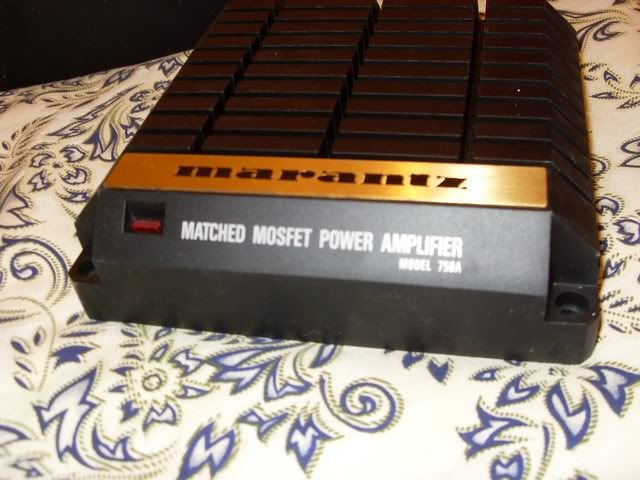 marantz
MATCHED MOSFET POWER AMPLIFIER
MODEL 750A